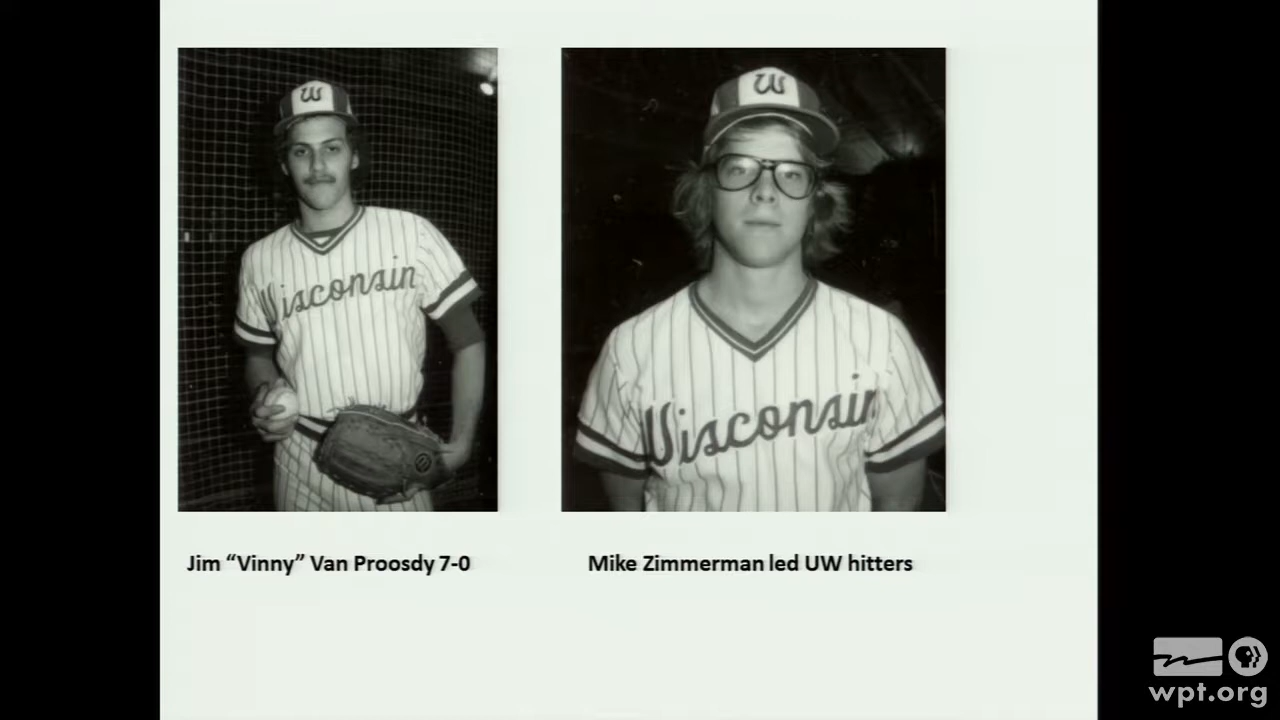 W
W
Wisconsin
Wisconsin
Jim “Vinny” Van Proosdy 7-0
Mike Zimmerman led UW hitters
wpt.org